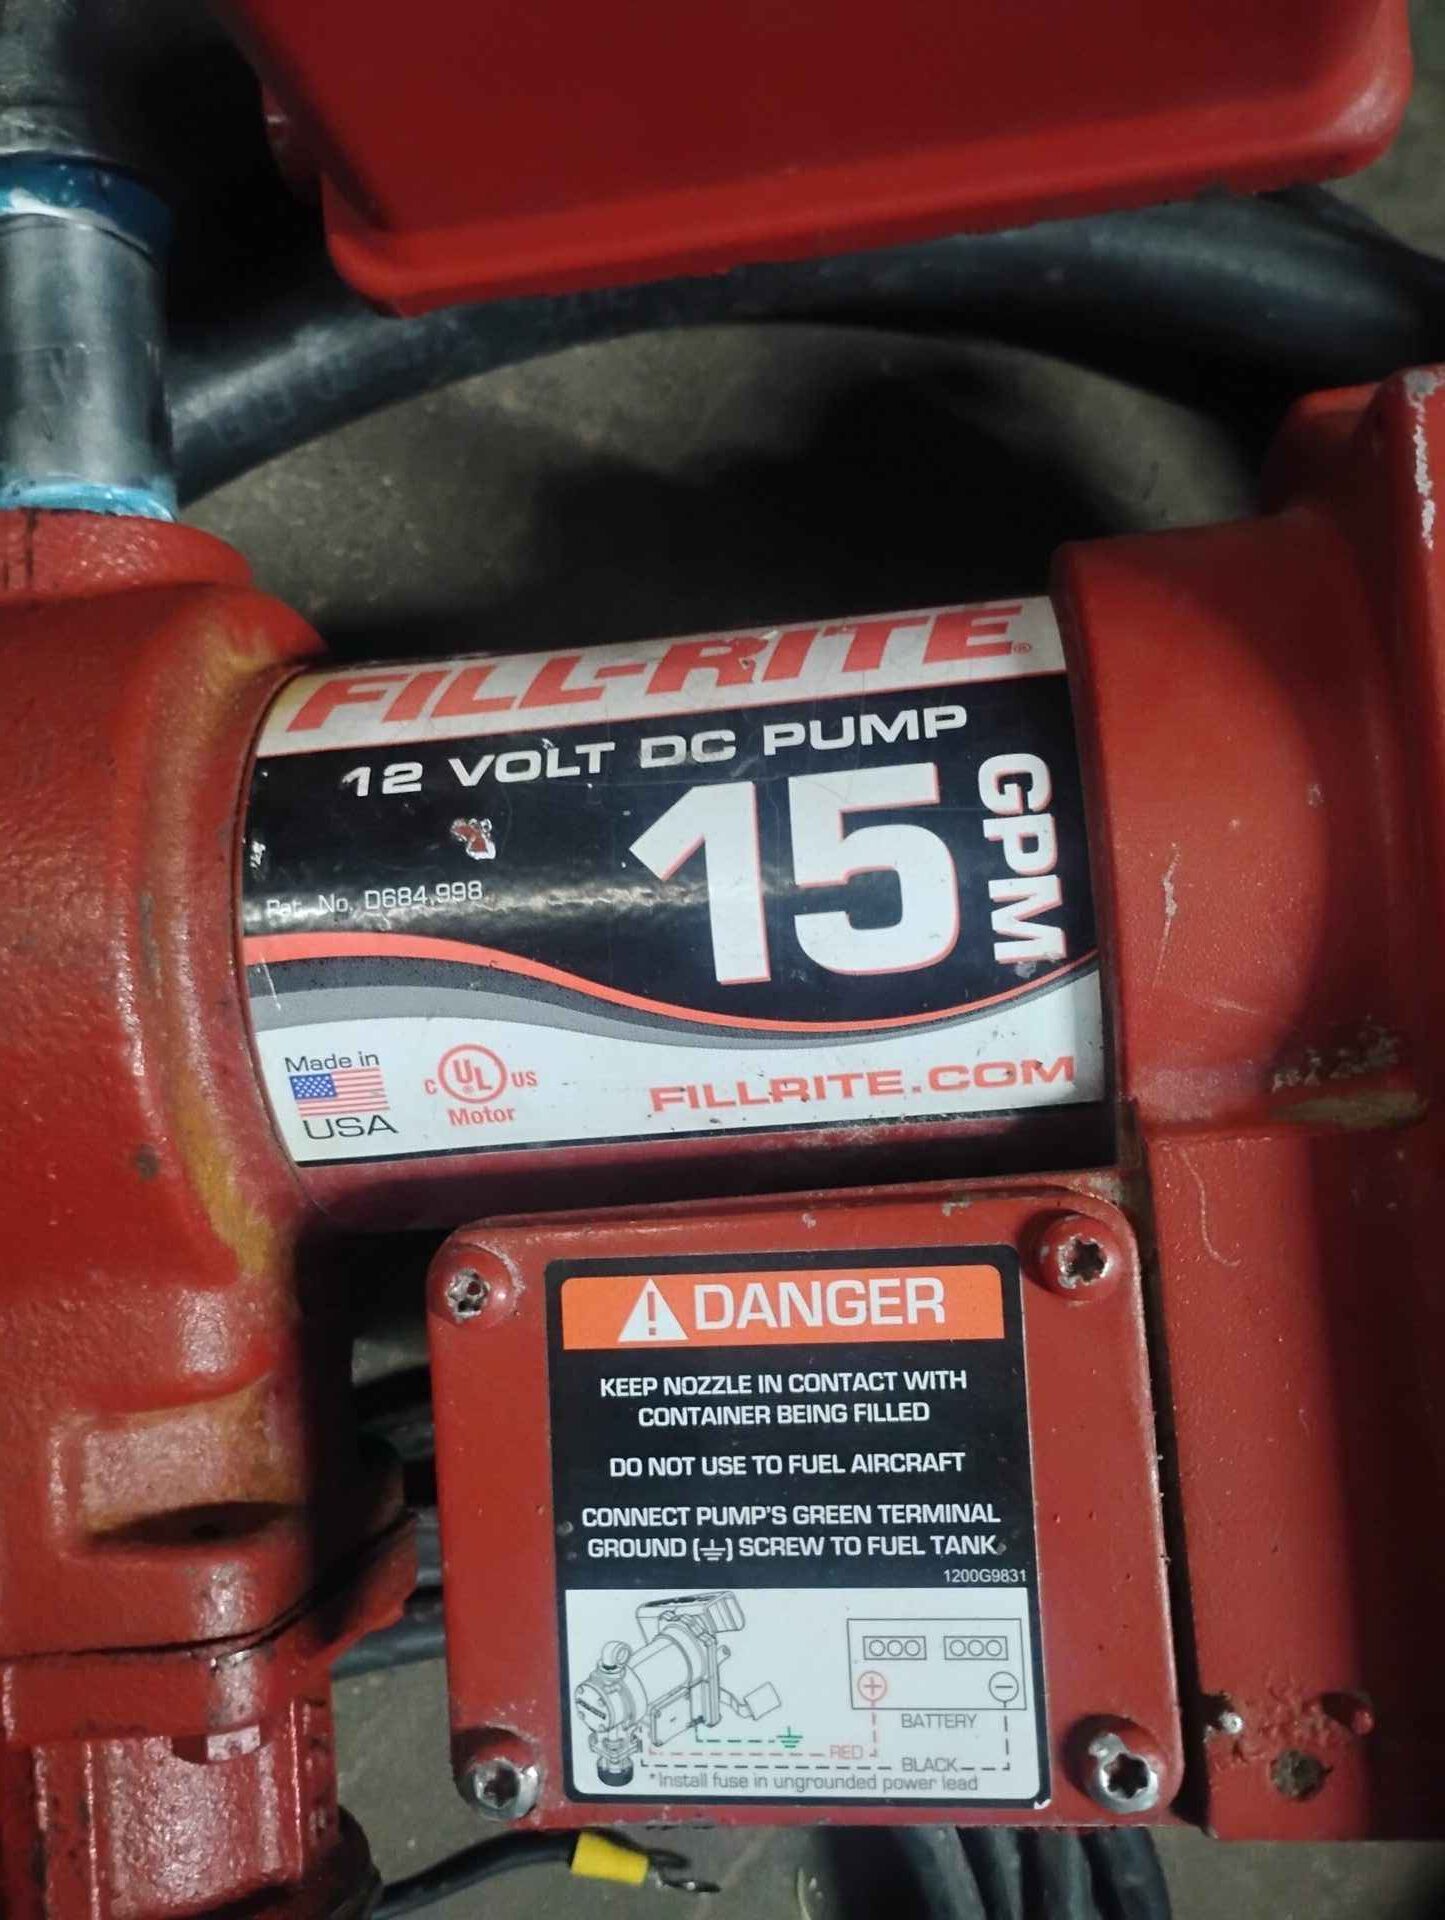 FILL-RITE®
12 VOLT DC PUMP
15 GPM
Pat. No. D684,998
Made in
USA
C UL US
Motor
FILLRITE.COM
DANGER
KEEP NOZZLE IN CONTACT WITH
CONTAINER BEING FILLED
DO NOT USE TO FUEL AIRCRAFT
CONNECT PUMP'S GREEN TERMINAL
GROUND (⏚) SCREW TO FUEL TANK
1200G9831
+ −
BATTERY
RED
BLACK
*Install fuse in ungrounded power lead